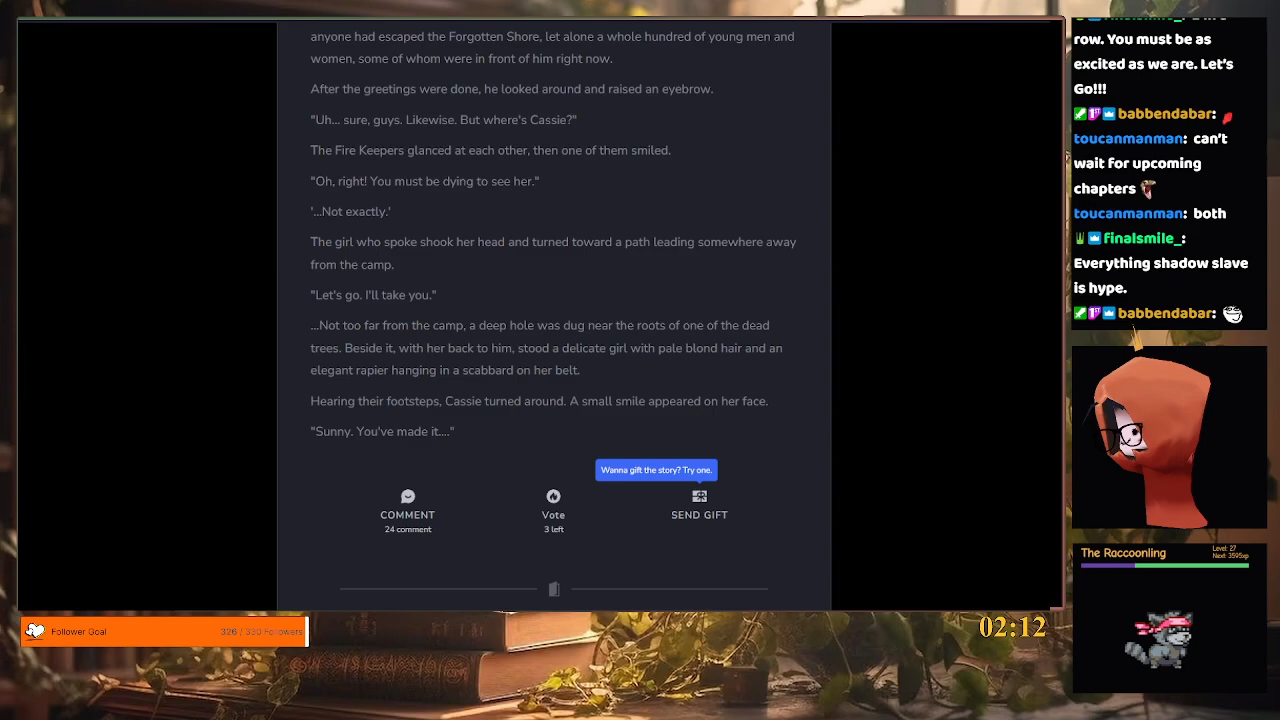 anyone had escaped the Forgotten Shore, let alone a whole hundred of young men and
women, some of whom were in front of him right now.
After the greetings were done, he looked around and raised an eyebrow.
"Uh... sure, guys. Likewise. But where's Cassie?"
The Fire Keepers glanced at each other, then one of them smiled.
"Oh, right! You must be dying to see her."
'...Not exactly.'
The girl who spoke shook her head and turned toward a path leading somewhere away
from the camp.
"Let's go. I'll take you."
...Not too far from the camp, a deep hole was dug near the roots of one of the dead
trees. Beside it, with her back to him, stood a delicate girl with pale blond hair and an
elegant rapier hanging in a scabbard on her belt.
Hearing their footsteps, Cassie turned around. A small smile appeared on her face.
"Sunny. You've made it...."
Wanna gift the story? Try one.
COMMENT
24 comment
Vote
3 left
SEND GIFT
row. You must be as
excited as we are. Let's
Go!!!
babbendabar:
toucanmanman: can't
wait for upcoming
chapters
toucanmanman: both
finalsmile_:
Everything shadow slave
is hype.
babbendabar:
The Raccoonling
Level: 27
Next: 3595xp
Follower Goal
326 / 330 Followers
02:12